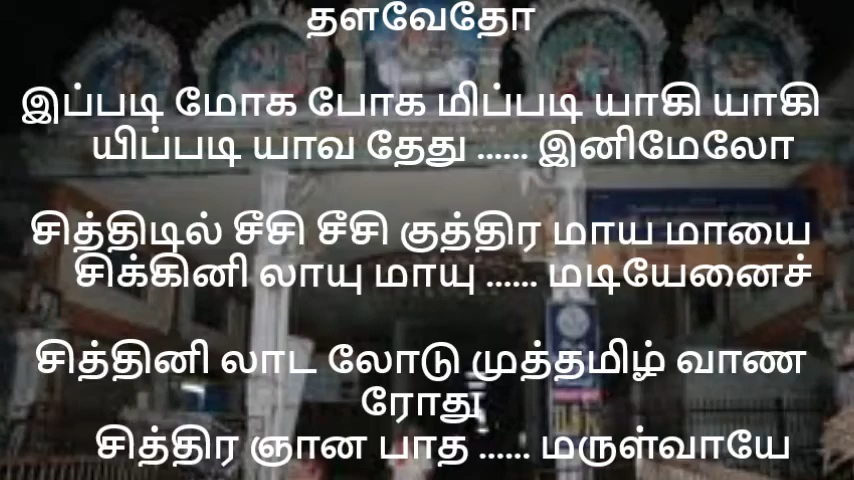 தளவேதோ
இப்படி மோக போக மிப்படி யாகி யாகி
யிப்படி யாவ தேது ...... இனிமேலோ
சித்திடில் சீசி சீசி குத்திர மாய மாயை
சிக்கினி லாயு மாயு ...... மடியேனைச்
சித்தினி லாட லோடு முத்தமிழ் வாண
ரோது
சித்திர ஞான பாத ...... மருள்வாயே